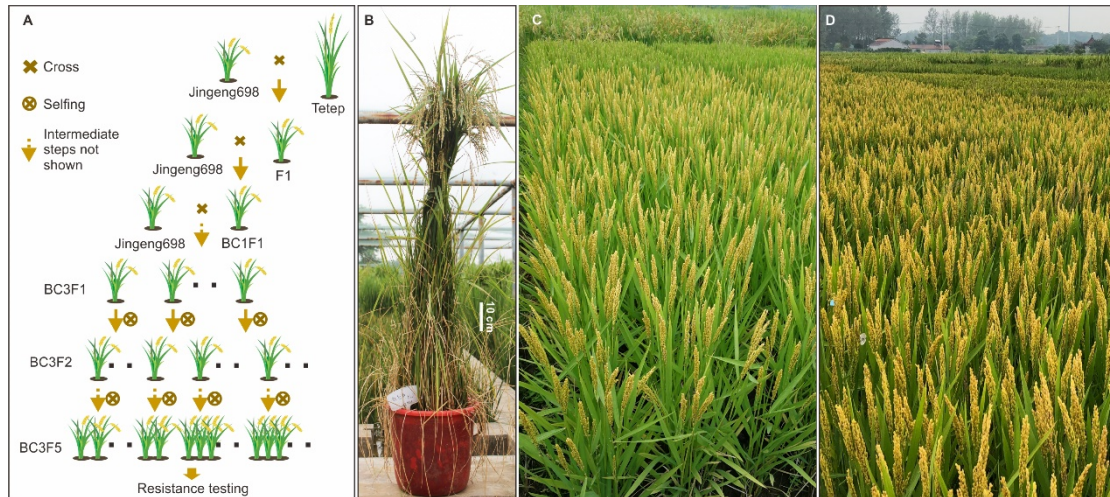 A
Cross
Selfing
Intermediate
steps not
shown
Jingeng698
Tetep
Jingeng698
F1
Jingeng698
BC1F1
BC3F1
BC3F2
BC3F5
Resistance testing
B
10 cm
C
D